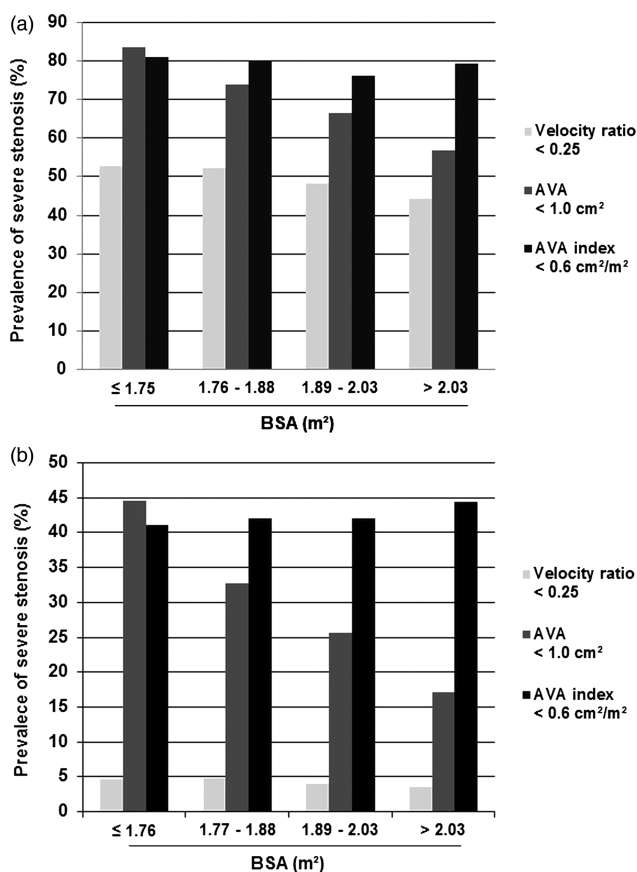 (a)
Prevalence of severe stenosis (%)
90
80
70
60
50
40
30
20
10
0
≤ 1.75 1.76 - 1.88 1.89 - 2.03 > 2.03
BSA (m²)
Velocity ratio
< 0.25
AVA
< 1.0 cm²
AVA index
< 0.6 cm²/m²
(b)
Prevalece of severe stenosis (%)
50
45
40
35
30
25
20
15
10
5
0
≤ 1.76 1.77 - 1.88 1.89 - 2.03 > 2.03
BSA (m²)
Velocity ratio
< 0.25
AVA
< 1.0 cm²
AVA index
< 0.6 cm²/m²